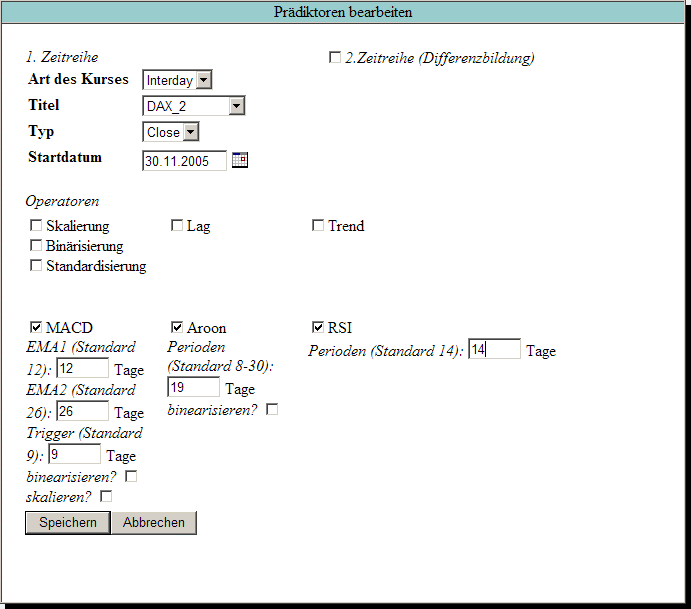 Prädiktoren bearbeiten
1. Zeitreihe
2.Zeitreihe (Differenzbildung)
Art des Kurses Interday
Titel DAX_2
Typ Close
Startdatum 30.11.2005
Operatoren
Skalierung Lag Trend
Binärisierung
Standardisierung
MACD
EMA1 (Standard
12): 12 Tage
EMA2 (Standard
26): 26 Tage
Trigger (Standard
9): 9 Tage
binearisieren?
skalieren?
Aroon
Perioden
(Standard 8-30):
19 Tage
binearisieren?
RSI
Perioden (Standard 14): 14 Tage
Speichern Abbrechen